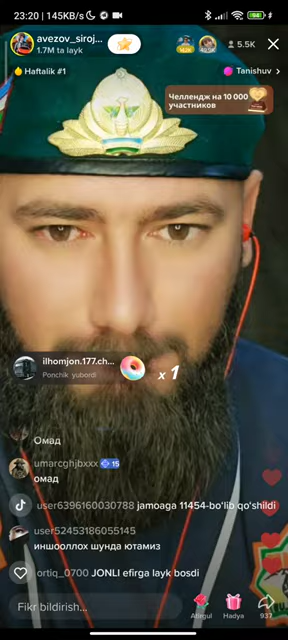 23:20 | 145KB/s
94
avezov_siroj...
1.7M ta layk
5.5K
Haftalik #1
Tanishuv >
Челлендж на 10 000
участников
ilhomjon.177.ch...
Ponchik yubordi
x 1
Омад
umarcghjbxxx 15
омад
user6396160030788 jamoaga 11454-bo'lib qo'shildi
user52453186055145
иншооллох шунда ютамиз
ortiq_0700 JONLI efirga layk bosdi
Fikr bildirish...
Atirgul
Hadya
937